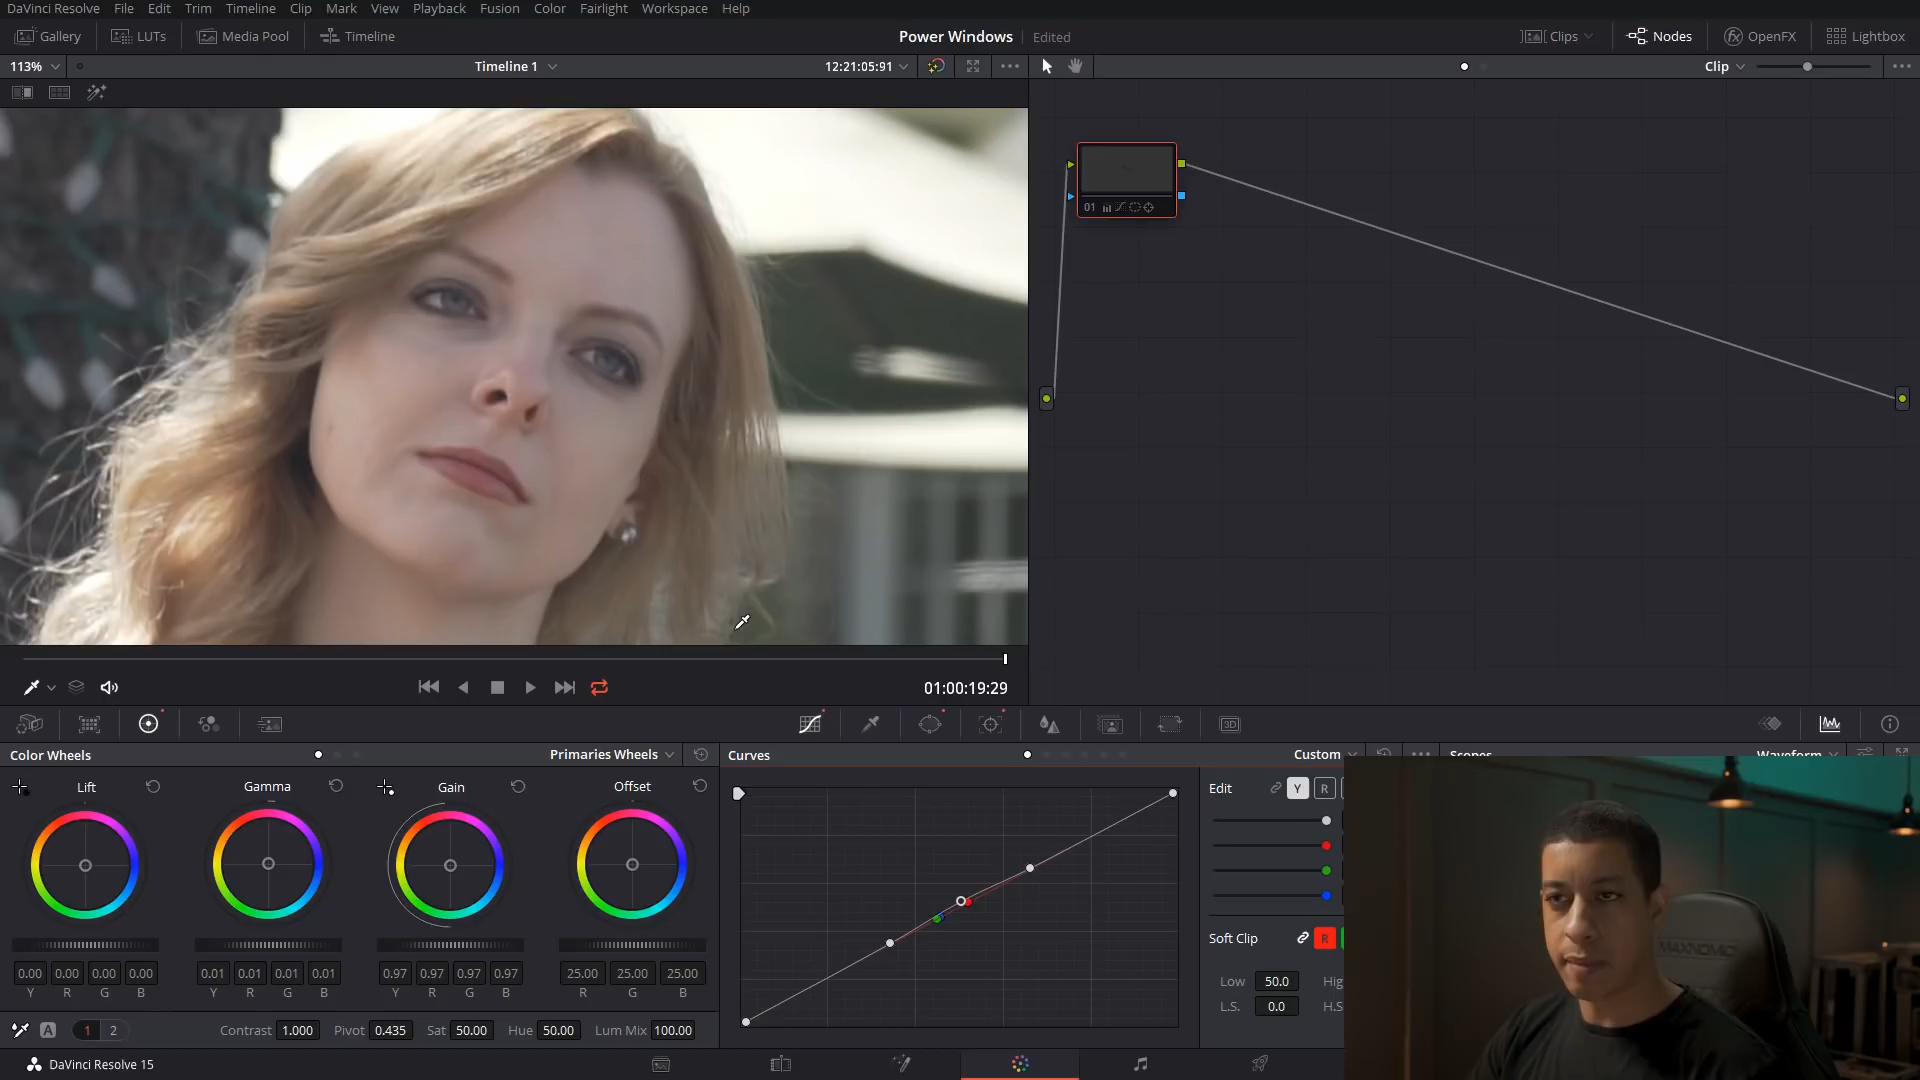 DaVinci Resolve File Edit Trim Timeline Clip Mark View Playback Fusion Color Fairlight Workspace Help
Gallery LUTs Media Pool Timeline Power Windows Edited Clips Nodes OpenFX Lightbox
113% Timeline 1 12:21:05:91 Clip
01
01:00:19:29
3D
Color Wheels Primaries Wheels Curves Custom Scopes Waveform
Lift Gamma Gain Offset Edit Y R
0.00 0.00 0.00 0.00 0.01 0.01 0.01 0.01 0.97 0.97 0.97 0.97 25.00 25.00 25.00
Y R G B Y R G B Y R G B R G B
Soft Clip R
Low 50.0 Hig
L.S. 0.0 H.S
A 1 2 Contrast 1.000 Pivot 0.435 Sat 50.00 Hue 50.00 Lum Mix 100.00
MAXNOMIC
DaVinci Resolve 15